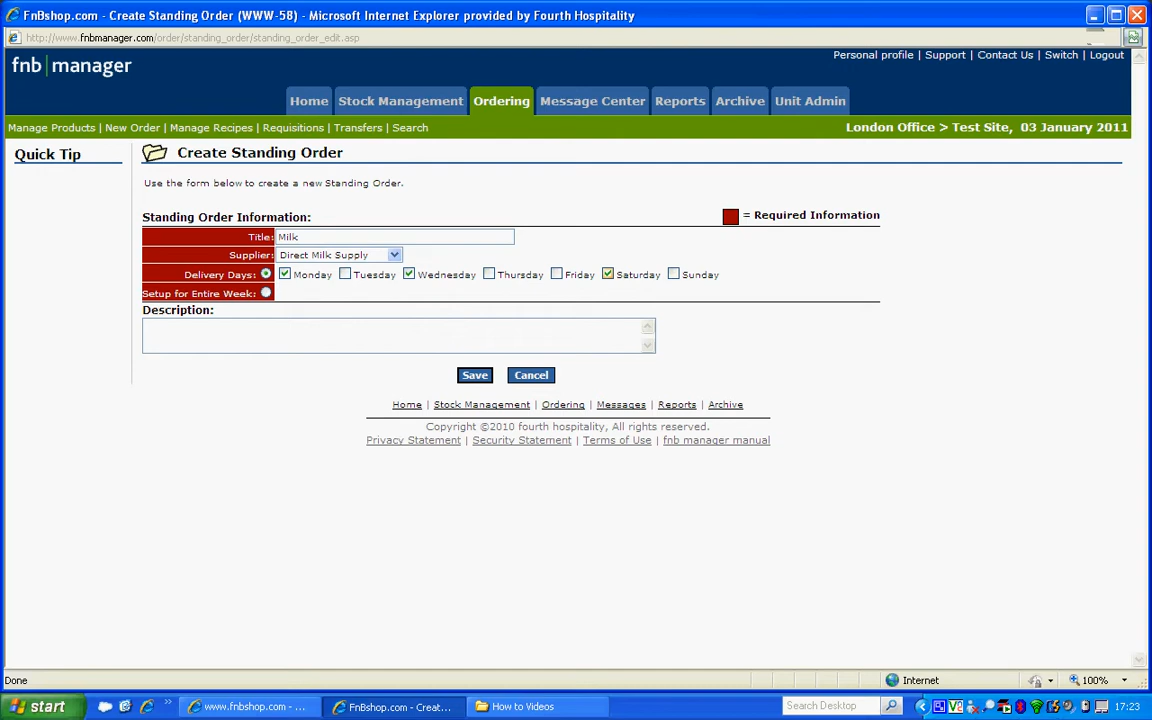 FnBshop.com - Create Standing Order (WWW-5B) - Microsoft Internet Explorer provided by Fourth Hospitality
http://www.fnbmanager.com/order/standing_order/standing_order_edit.asp
Personal profile | Support | Contact Us | Switch | Logout
fnb | manager
Home Stock Management Ordering Message Center Reports Archive Unit Admin
Manage Products | New Order | Manage Recipes | Requisitions | Transfers | Search London Office > Test Site, 03 January 2011
Quick Tip Create Standing Order
Use the form below to create a new Standing Order.
Standing Order Information: = Required Information
Title: Milk
Supplier: Direct Milk Supply
Delivery Days: Monday Tuesday Wednesday Thursday Friday Saturday Sunday
Setup for Entire Week:
Description:
Save Cancel
Home | Stock Management | Ordering | Messages | Reports | Archive
Copyright ©2010 fourth hospitality, All rights reserved.
Privacy Statement | Security Statement | Terms of Use | fnb manager manual
Done Internet 100%
start www.fnbshop.com - ... FnBshop.com - Creat... How to Videos Search Desktop 17:23